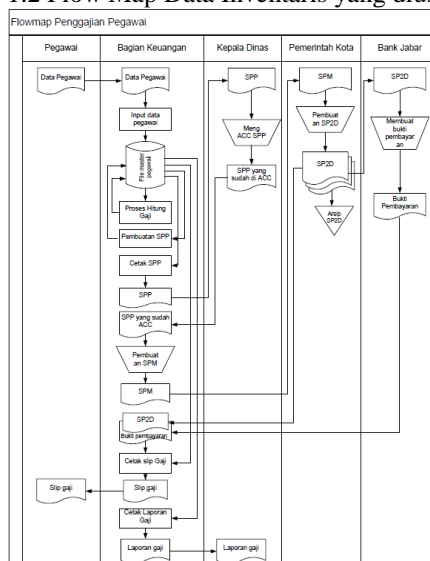 1.2 Flow Map Data Inventaris yang
Flowmap Penggajian Pegawai
Pegawai
Bagian Keuangan
Kepala Dinas
Pemerintah Kota
Bank Jabar
Data Pegawai
Data Pegawai
SPP
SPM
SP2D
Input data
pegawai
Meng
ACC SPP
Pembuat
an SP2D
Membuat
bukti
pembayar
an
File master
pegawai
SPP yang
sudah di ACC
SP2D
Bukti
Pembayaran
Arsip
SP2D
Proses Hitung
Gaji
Pembuatan SPP
Cetak SPP
SPP
SPP yang sudah
ACC
Pembuat
an SPM
SPM
SP2D
Bukti pembayaran
Cetak slip Gaji
Slip gaji
Slip gaji
Cetak Laporan
Gaji
Laporan gaji
Laporan gaji